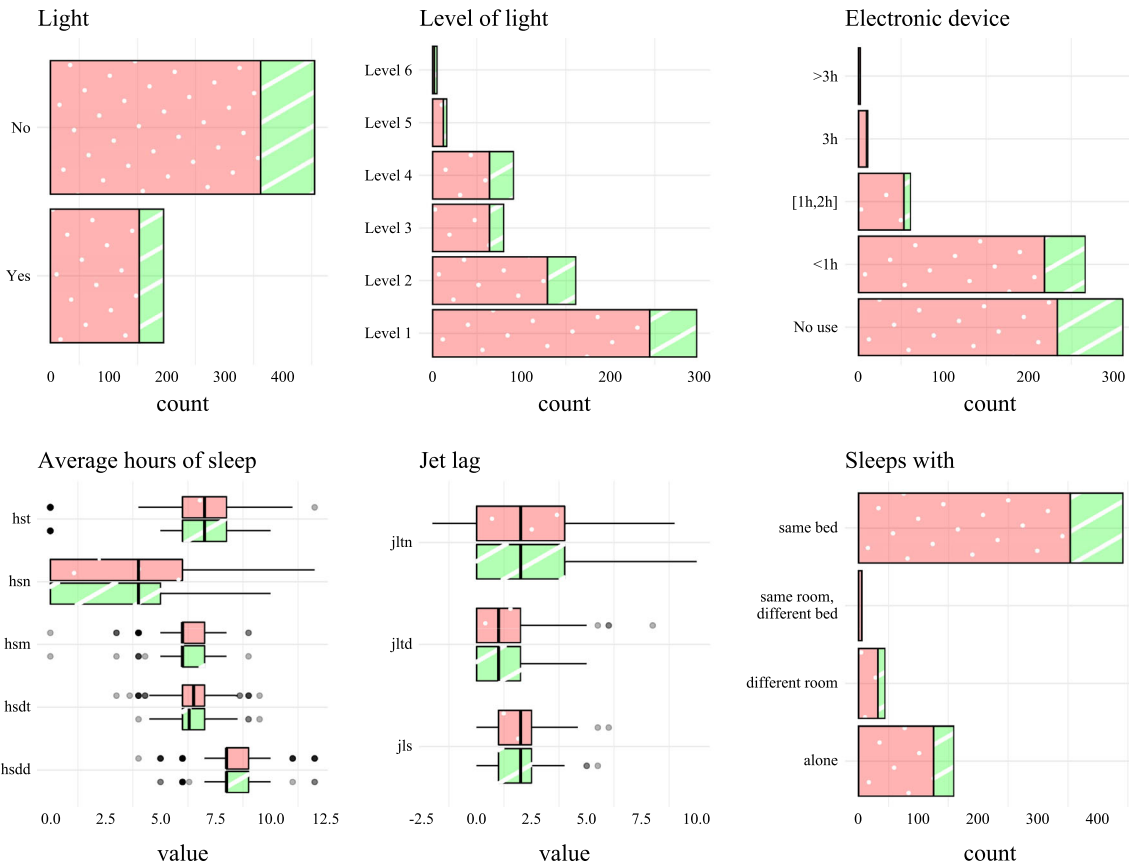 Light
No
Yes
0 100 200 300 400
count
Level of light
Level 6
Level 5
Level 4
Level 3
Level 2
Level 1
0 100 200 300
count
Electronic device
>3h
3h
[1h,2h]
<1h
No use
0 100 200 300
count
Average hours of sleep
hst
hsn
hsm
hsdt
hsdd
0.0 2.5 5.0 7.5 10.0 12.5
value
Jet lag
jltn
jltd
jls
-2.5 0.0 2.5 5.0 7.5 10.0
value
Sleeps with
same bed
same room,
different bed
different room
alone
0 100 200 300 400
count